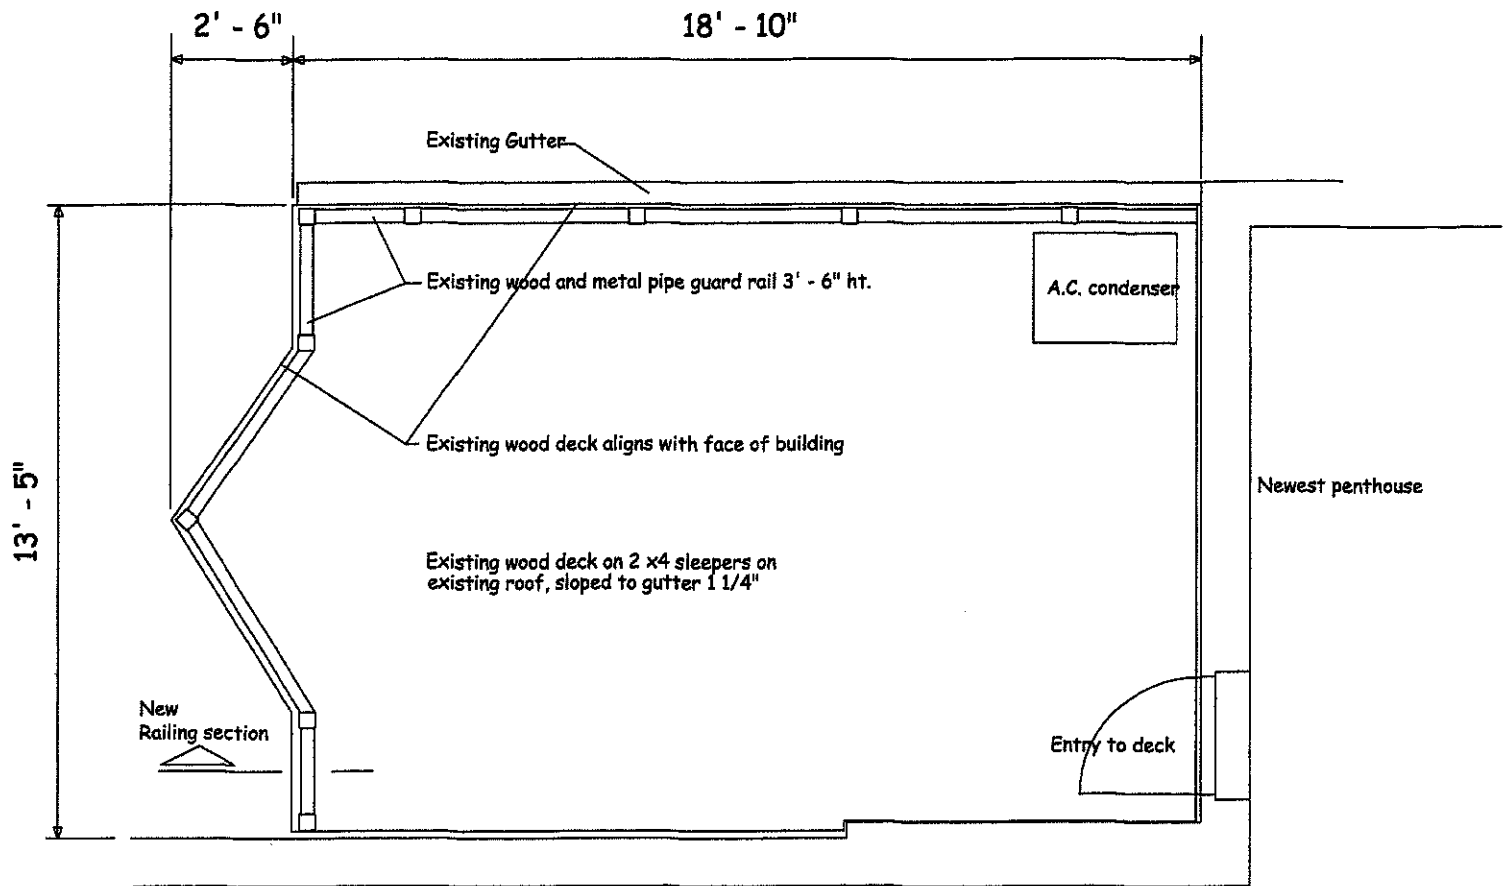 2' - 6"
18' - 10"
Existing Gutter
Existing wood and metal pipe guard rail 3' - 6" ht.
A.C. condenser
Existing wood deck aligns with face of building
13' - 5"
Newest penthouse
Existing wood deck on 2 x4 sleepers on
existing roof, sloped to gutter 1 1/4"
New
Railing section
Entry to deck